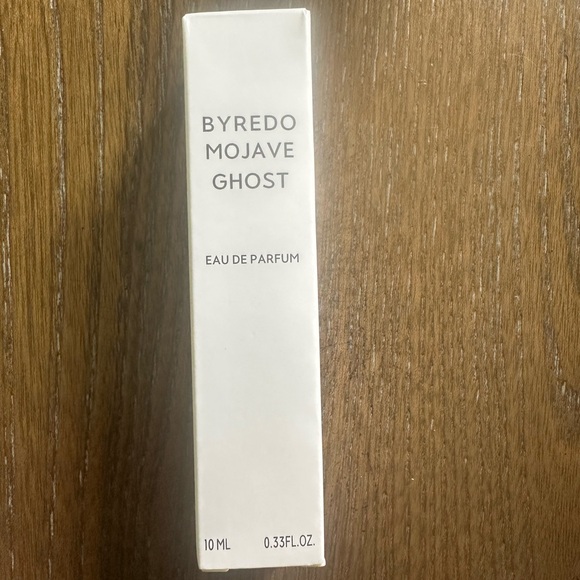 BYREDO
MOJAVE
GHOST
EAU DE PARFUM
10 ML 0.33FL.OZ.